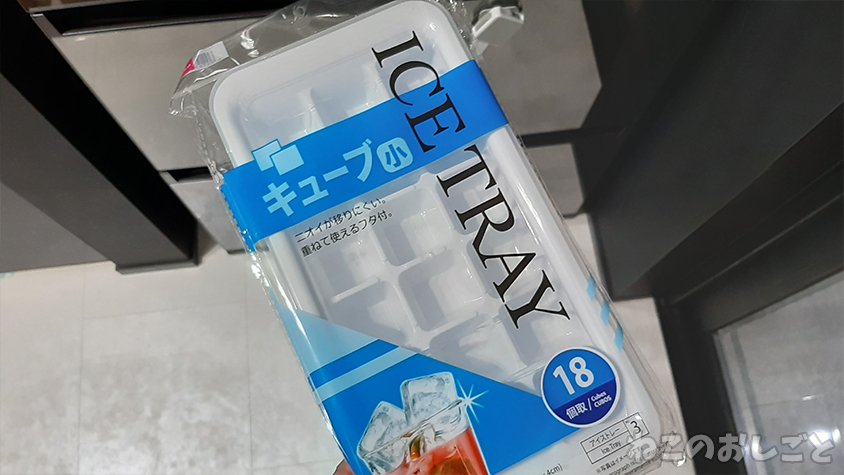 ICE TRAY
キューブ 小
ニオイが移りにくい。
重ねて使えるフタ付。
18
個取/Cubes
CUBOS
アイストレー
Ice Tray
3
ねこのおしごと